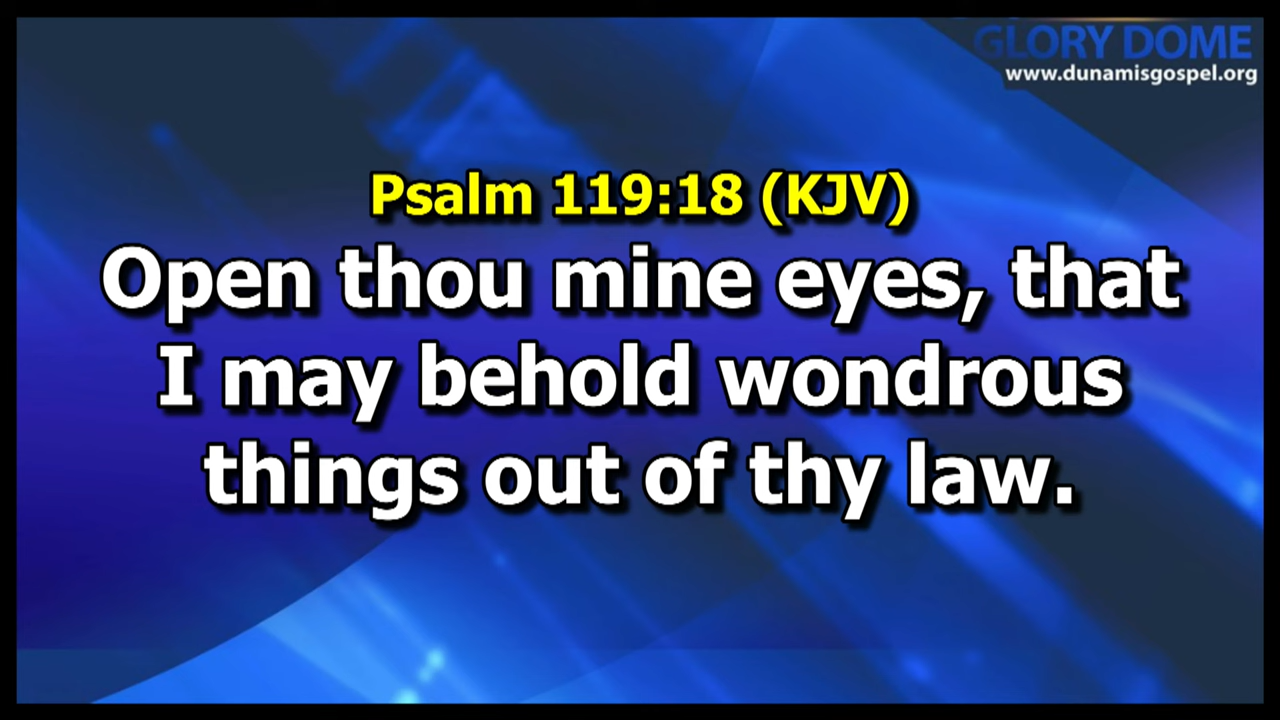 GLORY DOME
www.dunamisgospel.org
Psalm 119:18 (KJV)
Open thou mine eyes, that
I may behold wondrous
things out of thy law.